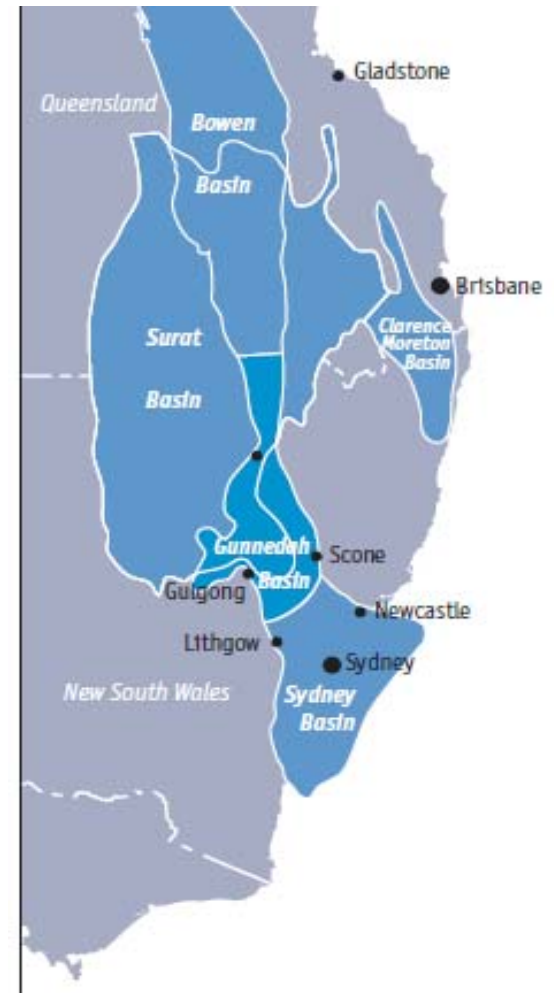 Gladstone
Queensland
Bowen
Basin
Brisbane
Surat
Basin
Clarence
Moreton
Basin
Gunnedah
Basin
Scone
Gulgong
Newcastle
Lithgow
Sydney
New South Wales
Sydney
Basin